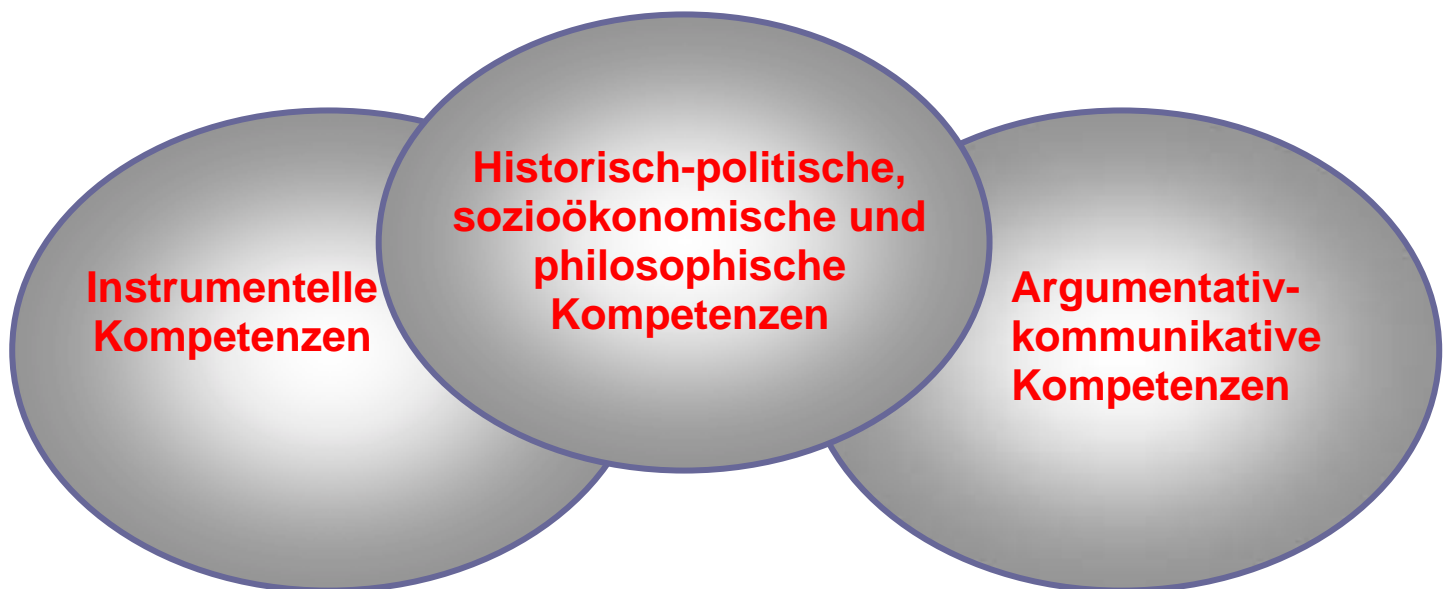 Instrumentelle
Kompetenzen
Historisch-politische,
sozioökonomische und
philosophische
Kompetenzen
Argumentativ-
kommunikative
Kompetenzen